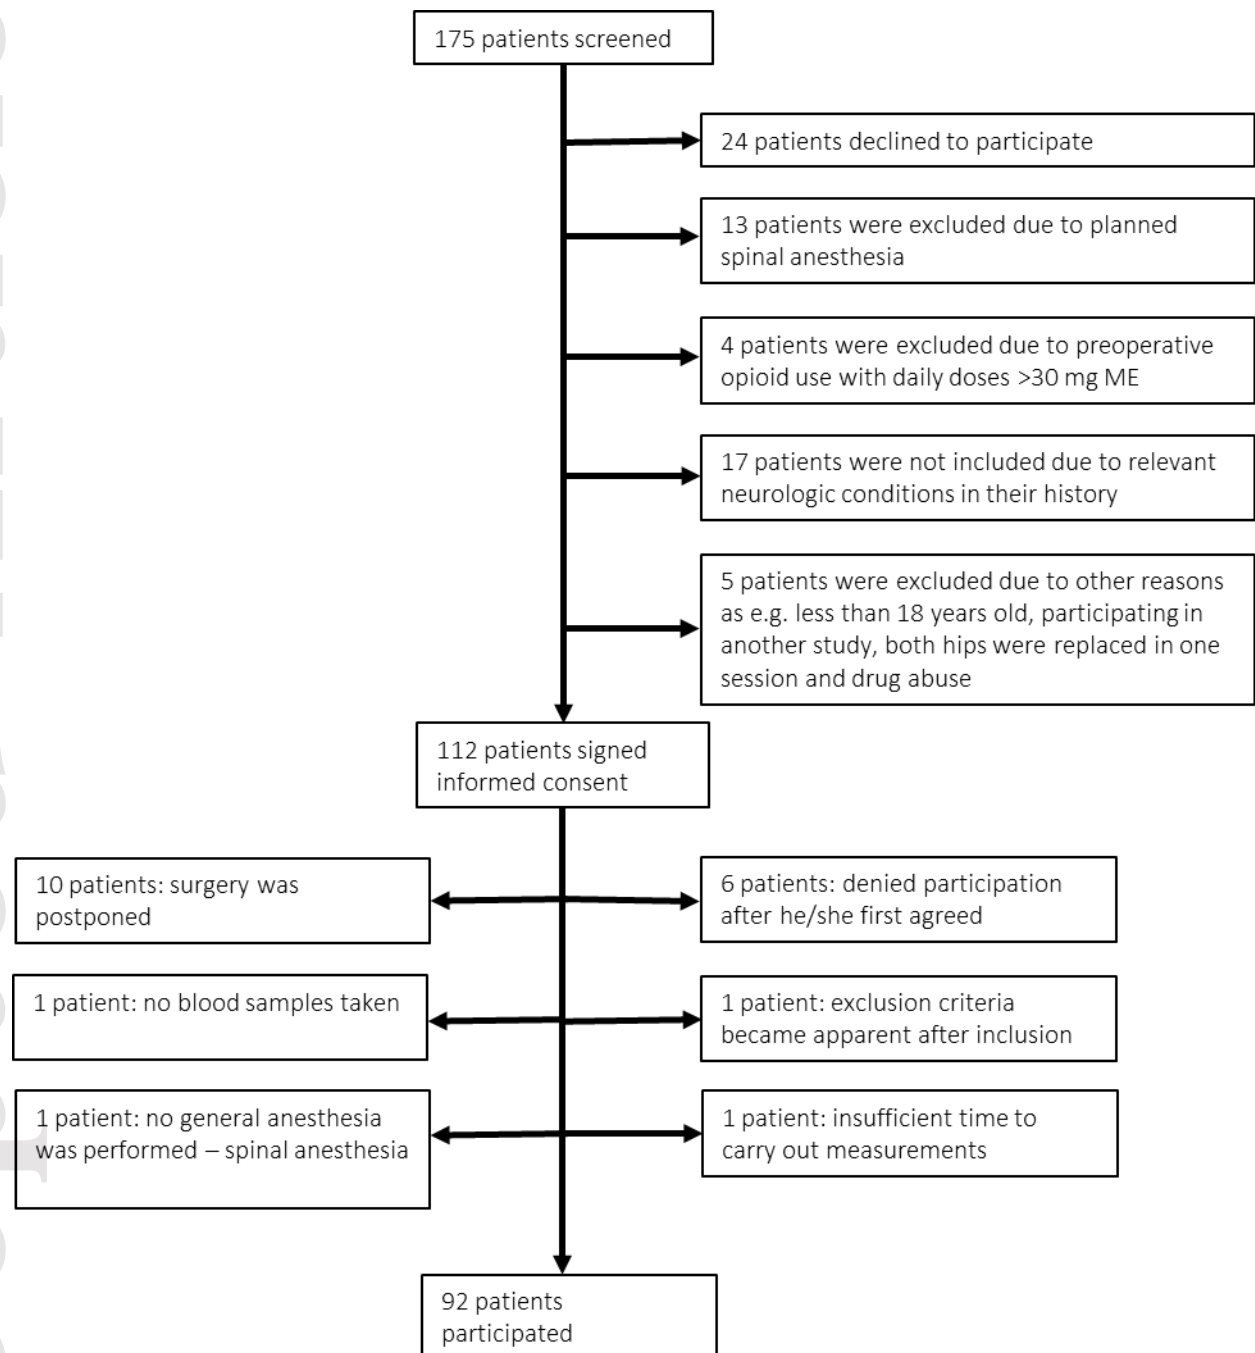 175 patients screened
24 patients declined to participate
13 patients were excluded due to planned
spinal anesthesia
4 patients were excluded due to preoperative
opioid use with daily doses >30 mg ME
17 patients were not included due to relevant
neurologic conditions in their history
5 patients were excluded due to other reasons
as e.g. less than 18 years old, participating in
another study, both hips were replaced in one
session and drug abuse
112 patients signed
informed consent
10 patients: surgery was
postponed
6 patients: denied participation
after he/she first agreed
1 patient: no blood samples taken
1 patient: exclusion criteria
became apparent after inclusion
1 patient: no general anesthesia
was performed – spinal anesthesia
1 patient: insufficient time to
carry out measurements
92 patients
participated